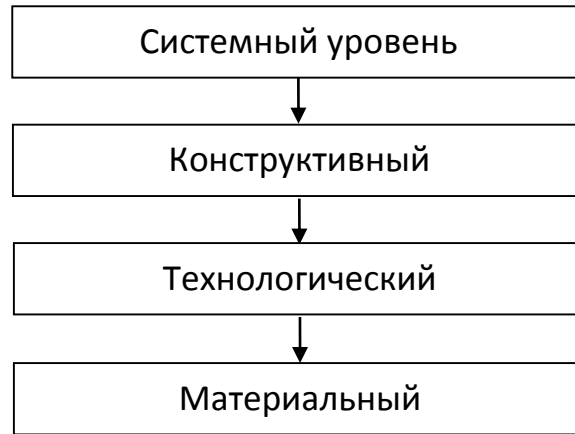 Системный уровень
Конструктивный
Технологический
Материальный